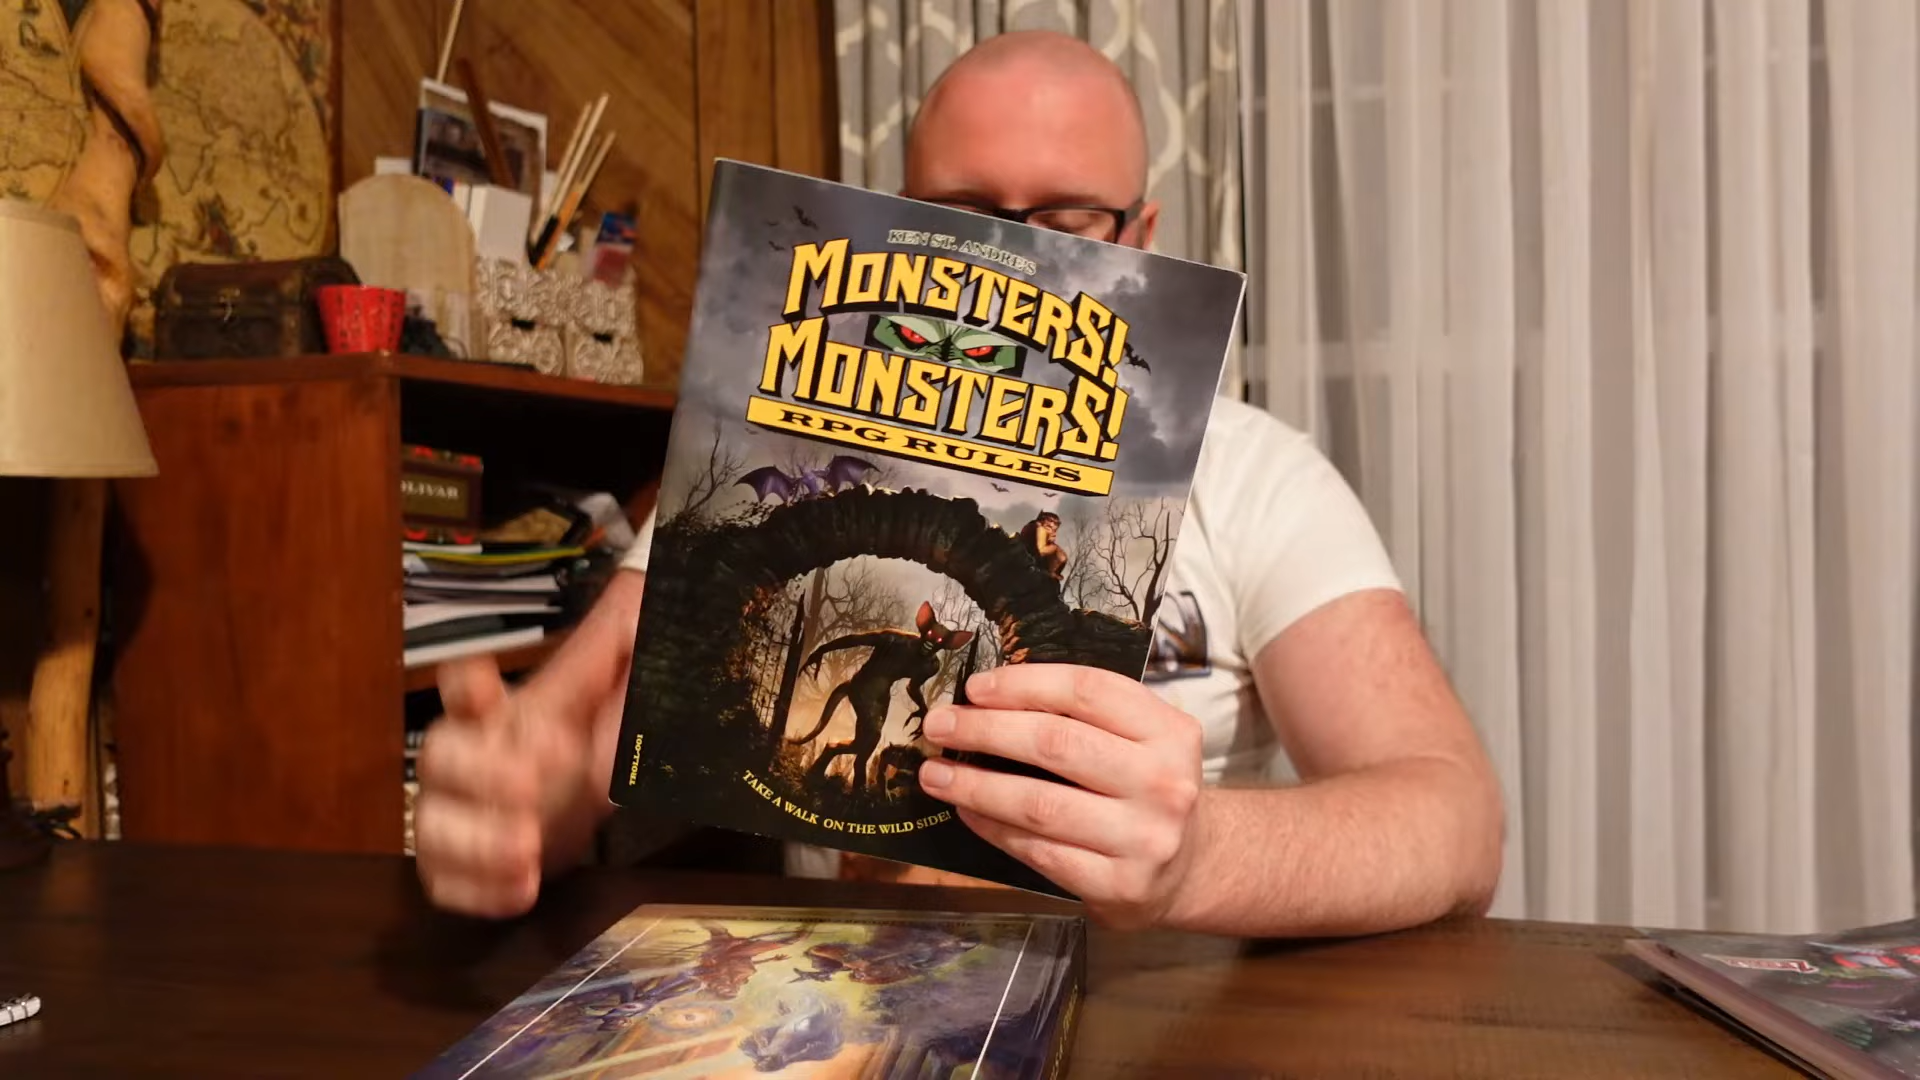 KEN ST. ANDRE'S
MONSTERS!
MONSTERS!
RPG RULES
TROLL-001
TAKE A WALK ON THE WILD SIDE!
OLIVAR